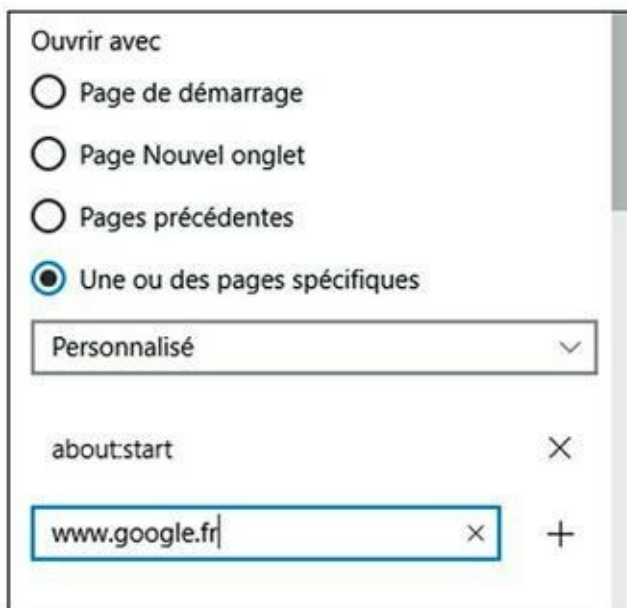 Ouvrir avec
Page de démarrage
Page Nouvel onglet
Pages précédentes
Une ou des pages spécifiques
Personnalisé
about:start
www.google.fr